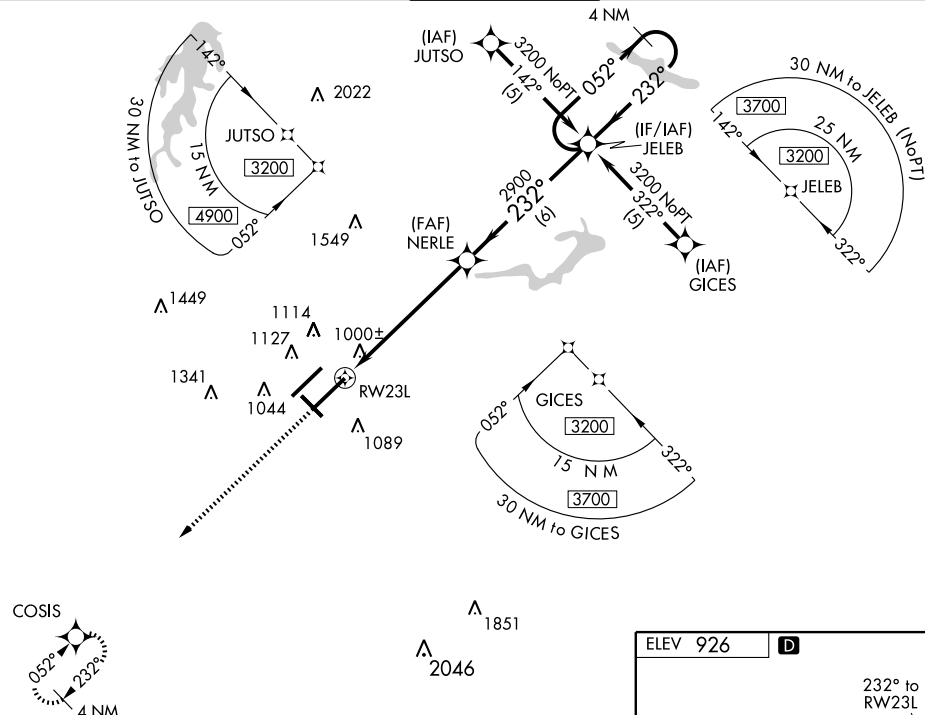 (IAF)
JUTSO
3200 NoPT
142°
(5)
4 NM
052°
232°
(IF/IAF)
JELEB
3200 NoPT
322°
(5)
(IAF)
GICES
2900
232°
(6)
(FAF)
NERLE
142°
30 NM to JUTSO
15 NM
JUTSO
3200
4900
052°
2022
1549
30 NM to JELEB (NoPT)
3700
142°
25 NM
3200
JELEB
322°
1449
1114
1127
1000±
1341
1044
RW23L
1089
GICES
052°
3200
322°
15 NM
3700
30 NM to GICES
COSIS
052°
232°
4 NM
1851
2046
ELEV 926
D
232° to
RW23L